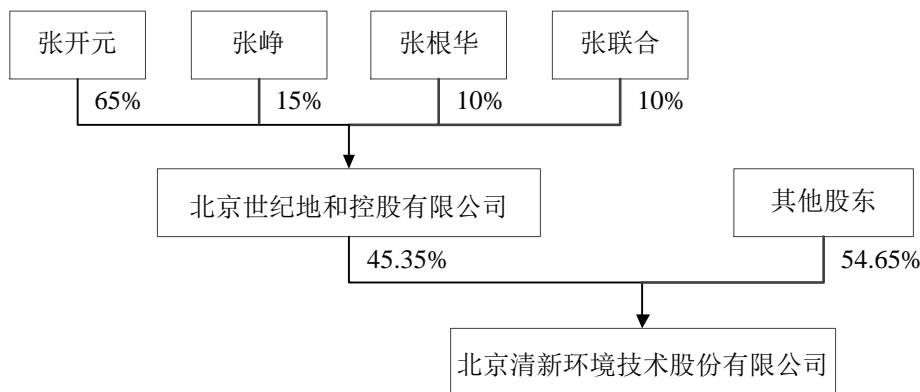 张开元
张峥
张根华
张联合
65%
15%
10%
10%
北京世纪地和控股有限公司
其他股东
45.35%
54.65%
北京清新环境技术股份有限公司